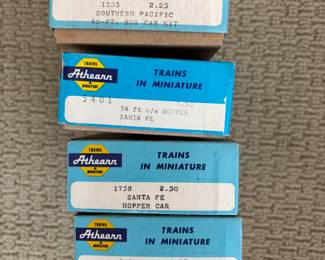 1205 2.25
SOUTHERN PACIFIC
40-FT. BOX CAR KIT
TRAINS
Athearn
IN MINIATURE
TRAINS
IN MINIATURE
5401 2.50
34 ft o/s HOPPER
SANTA FE
TRAINS
Athearn
IN MINIATURE
TRAINS
IN MINIATURE
1758 2.50
SANTA FE
HOPPER CAR
TRAINS
Athearn
IN MINIATURE
TRAINS
IN MINIATURE